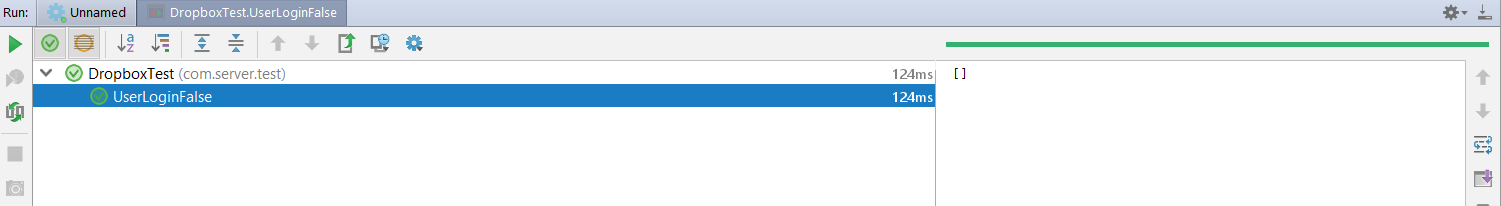 Run: Unnamed DropboxTest.UserLoginFalse
DropboxTest (com.server.test) 124ms
UserLoginFalse 124ms
[]